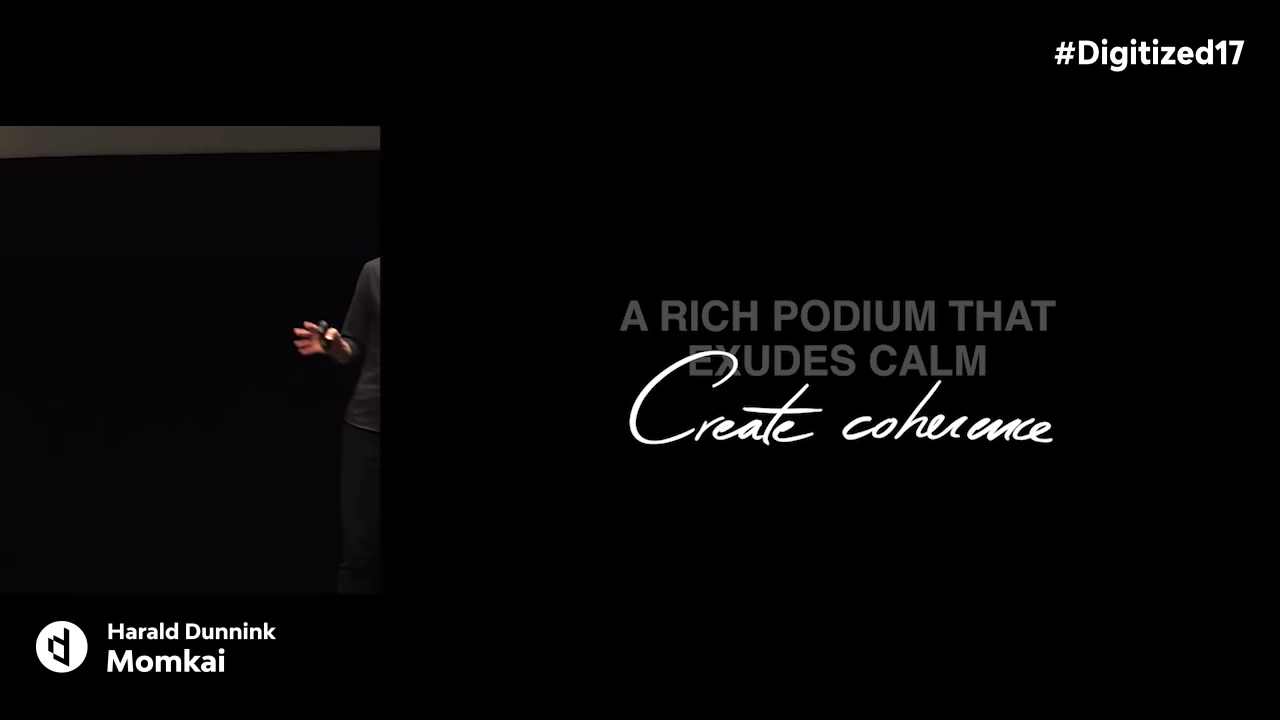 #Digitized17
A RICH PODIUM THAT
EXUDES CALM
Create coherence
Harald Dunnink
Momkai